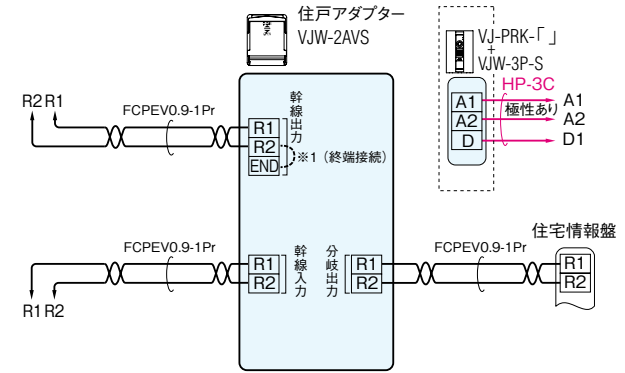 住戸アダプター
VJW-2AVS
VJ-PRK-「 」
+
VJW-3P-S
HP-3C
A1
A2
D
極性あり
A1
A2
D1
R2 R1
FCPEV0.9-1Pr
幹線出力
R1
R2
END
※1（終端接続）
FCPEV0.9-1Pr
R1 R2
幹線入力
R1
R2
分岐出力
R1
R2
FCPEV0.9-1Pr
住宅情報盤
R1
R2